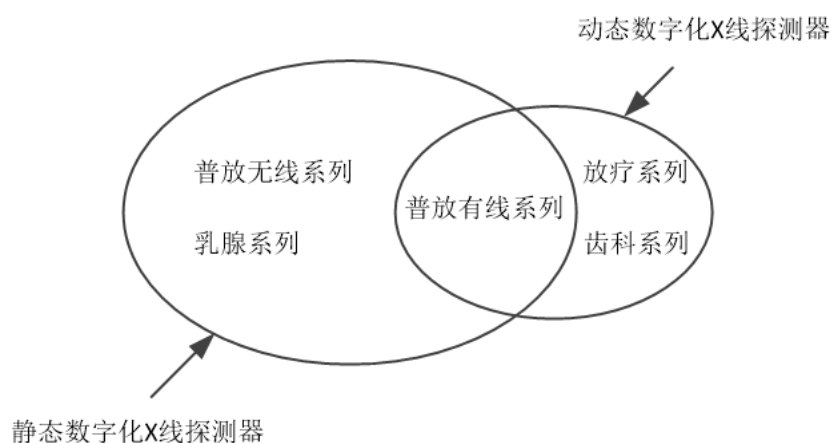 动态数字化X线探测器
普放无线系列
放疗系列
普放有线系列
乳腺系列
齿科系列
静态数字化X线探测器